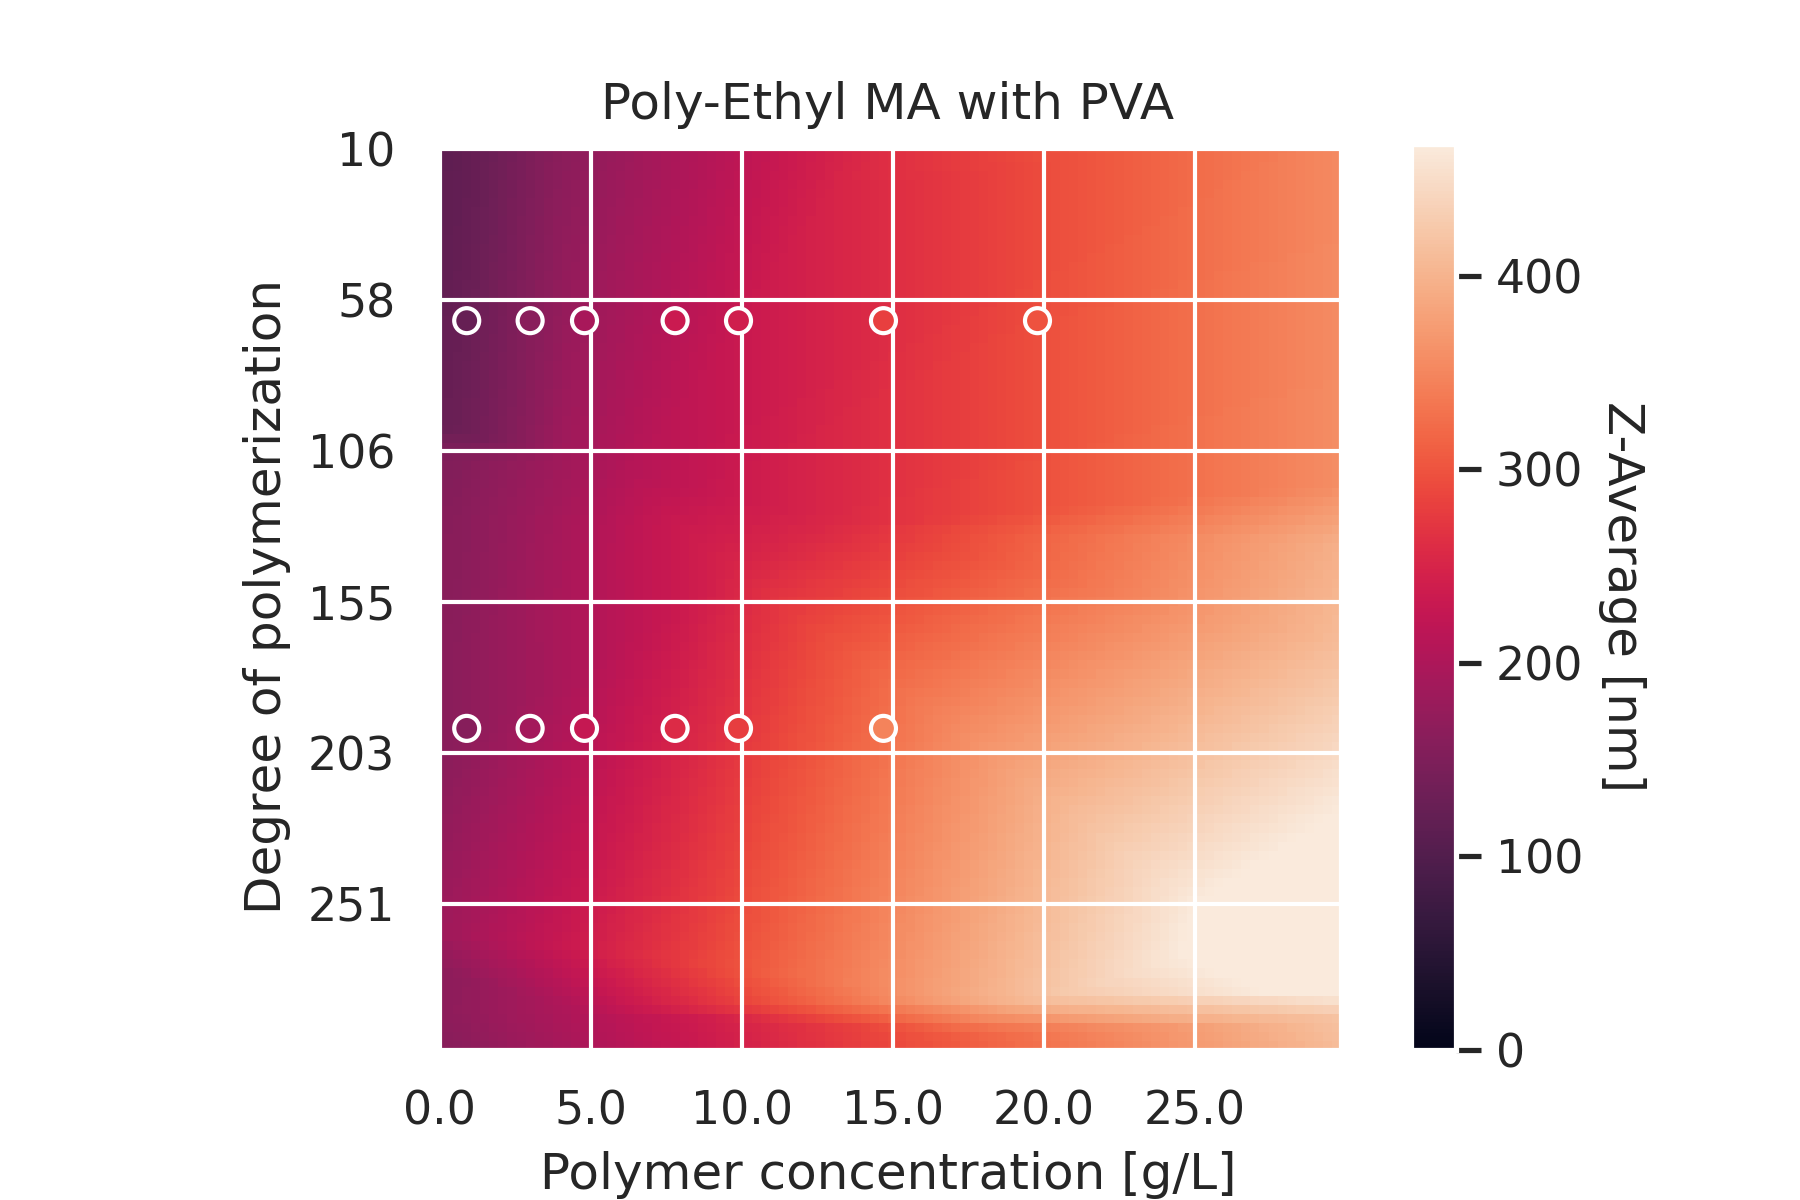 Poly-Ethyl MA with PVA
10
58
106
155
203
251
Degree of polymerization
0.0 5.0 10.0 15.0 20.0 25.0
Polymer concentration [g/L]
400
300
200
100
0
Z-Average [nm]